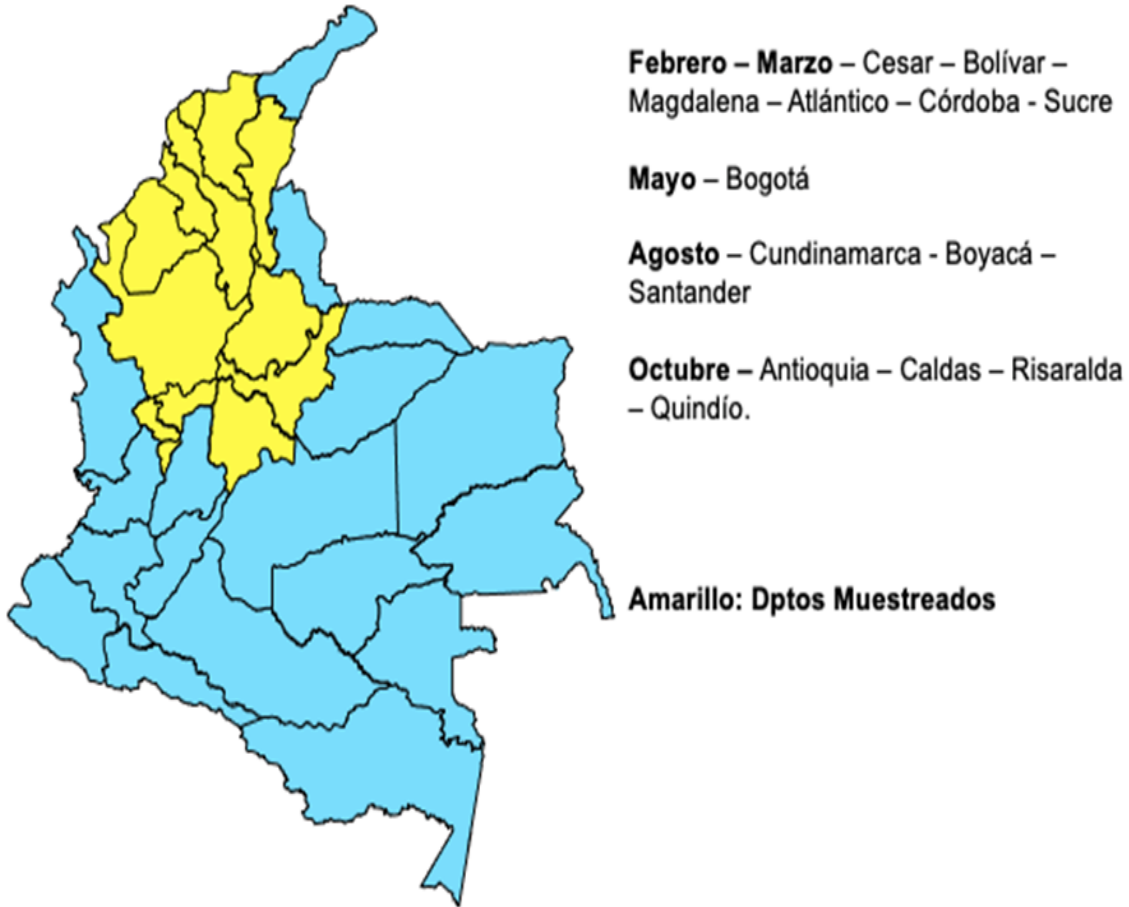 Febrero – Marzo – Cesar – Bolívar –
Magdalena – Atlántico – Córdoba - Sucre
Mayo – Bogotá
Agosto – Cundinamarca - Boyacá –
Santander
Octubre – Antioquia – Caldas – Risaralda
– Quindío.
Amarillo: Dptos Muestreados